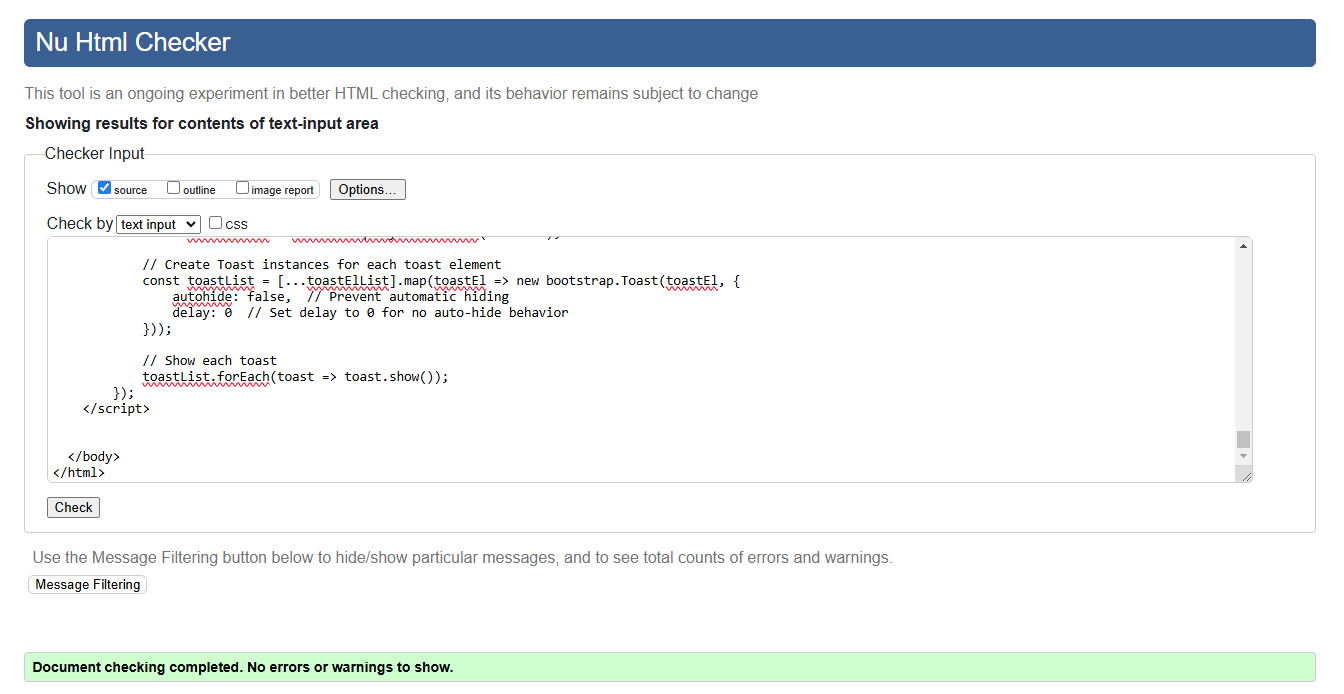 Nu Html Checker
This tool is an ongoing experiment in better HTML checking, and its behavior remains subject to change
Showing results for contents of text-input area
Checker Input
Show source outline image report Options...
Check by text input css
// Create Toast instances for each toast element
const toastList = [...toastElList].map(toastEl => new bootstrap.Toast(toastEl, {
autohide: false,  // Prevent automatic hiding
delay: 0  // Set delay to 0 for no auto-hide behavior
}));
// Show each toast
toastList.forEach(toast => toast.show());
});
</script>
</body>
</html>
Check
Use the Message Filtering button below to hide/show particular messages, and to see total counts of errors and warnings.
Message Filtering
Document checking completed. No errors or warnings to show.